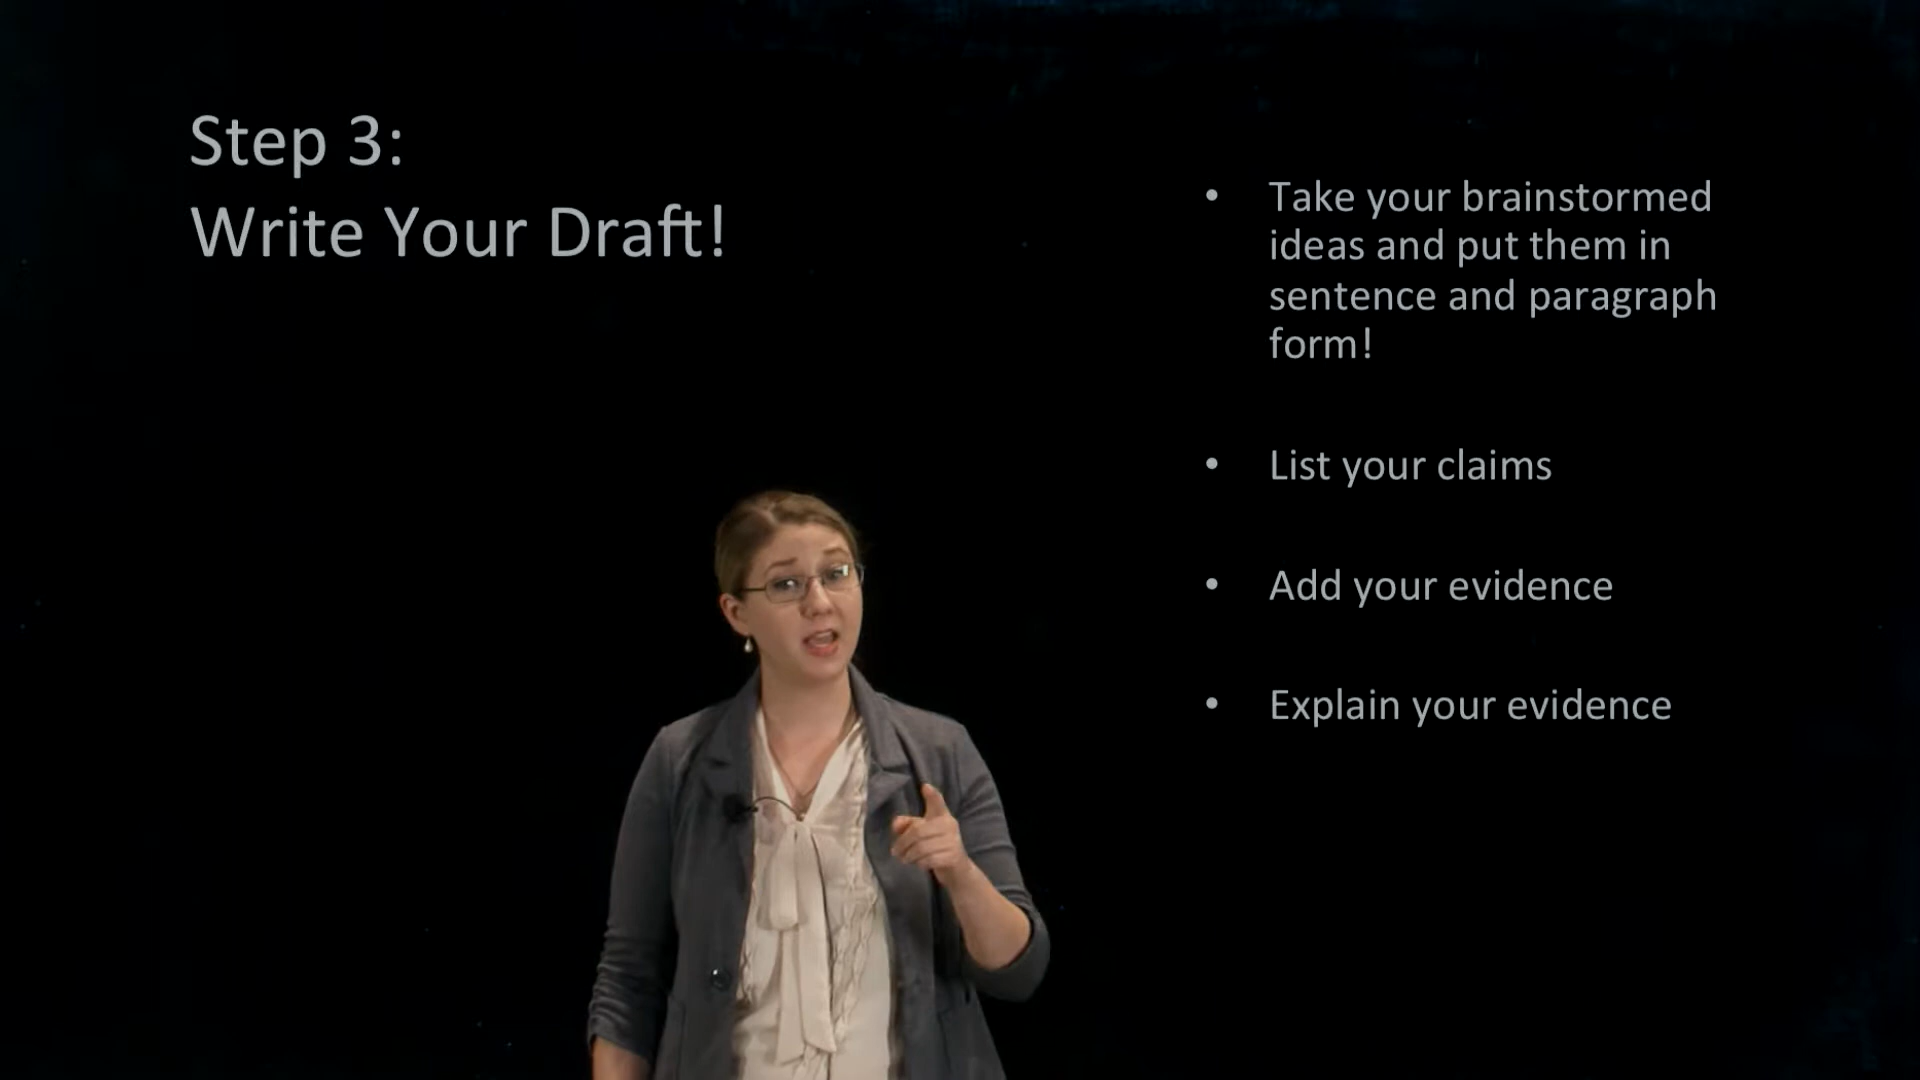 Step 3:
Write Your Draft!
• Take your brainstormed
ideas and put them in
sentence and paragraph
form!
• List your claims
• Add your evidence
• Explain your evidence